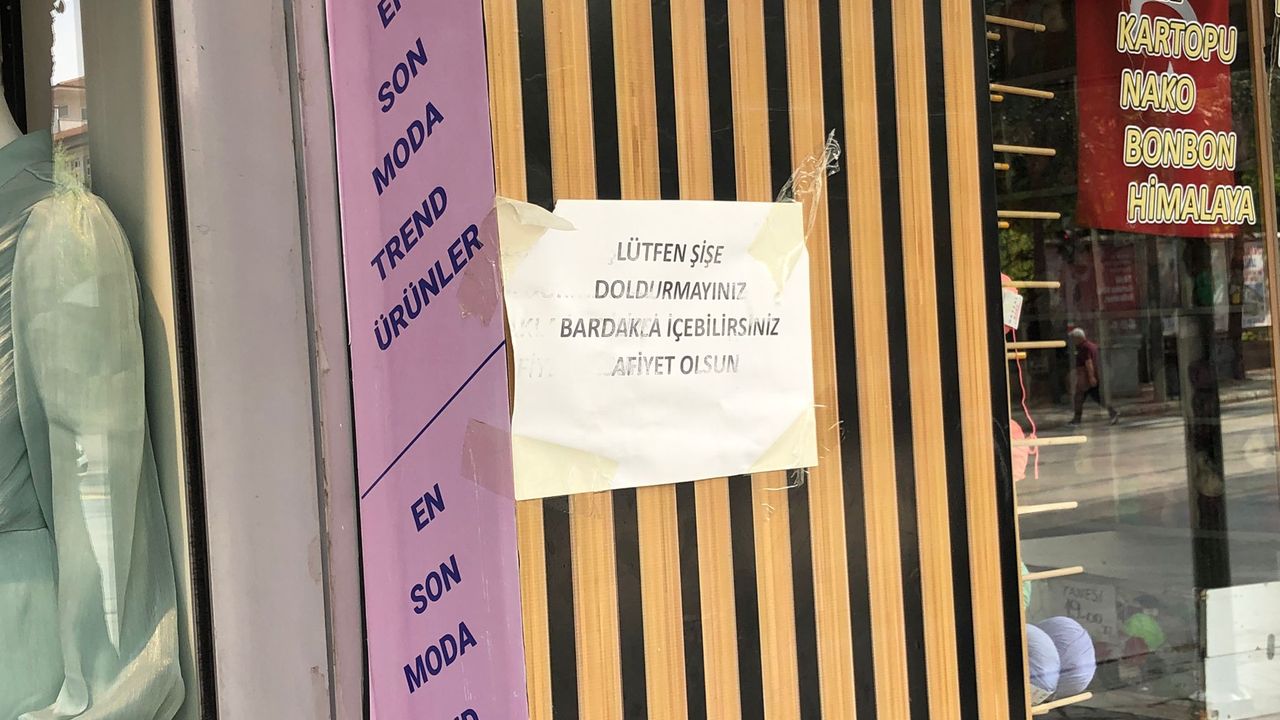 SON
MODA
TREND
ÜRÜNLER
EN
SON
MODA
LÜTFEN ŞİŞE
DOLDURMAYINIZ
BARDAKLA İÇEBİLİRSİNİZ
AFİYET OLSUN
KARTOPU
NAKO
BONBON
HİMALAYA
TANESİ